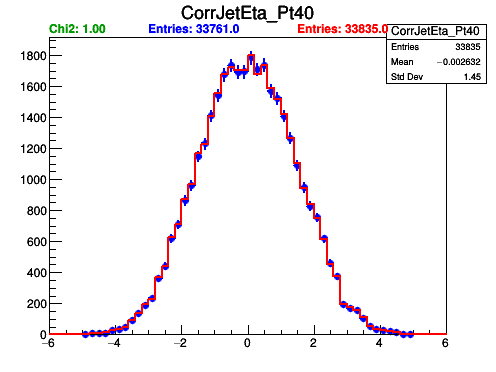 CorrJetEta_Pt40
Chi2: 1.00 Entries: 33761.0 Entries: 33835.0
CorrJetEta_Pt40
Entries 33835
Mean −0.002632
Std Dev 1.45
1800
1600
1400
1200
1000
800
600
400
200
0
−6 −4 −2 0 2 4 6